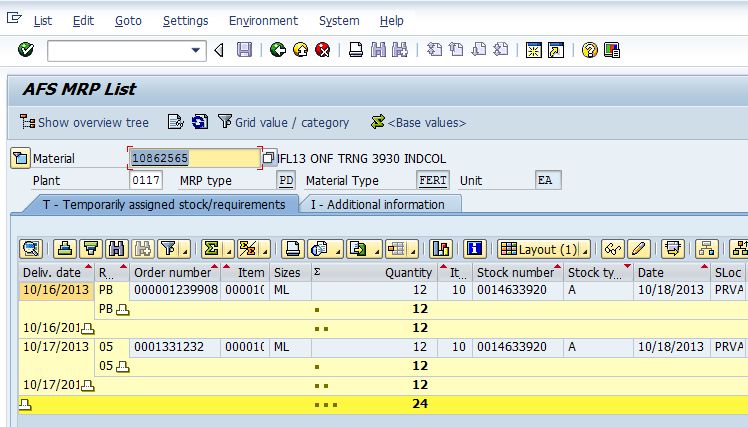 List Edit Goto Settings Environment System Help
AFS MRP List
Show overview tree Grid value / category <Base values>
Material 10862565 IFL13 ONF TRNG 3930 INDCOL
Plant 0117 MRP type PD Material Type FERT Unit EA
T - Temporarily assigned stock/requirements I - Additional information
Layout (1)
Deliv. date R... Order number Item Sizes Σ Quantity It... Stock number Stock ty... Date SLoc
10/16/2013 PB 000001239908 000010 ML 12 10 0014633920 A 10/18/2013 PRVA
PB 12
10/16/201 12
10/17/2013 05 0001331232 000010 ML 12 10 0014633920 A 10/18/2013 PRVA
05 12
10/17/201 12
24